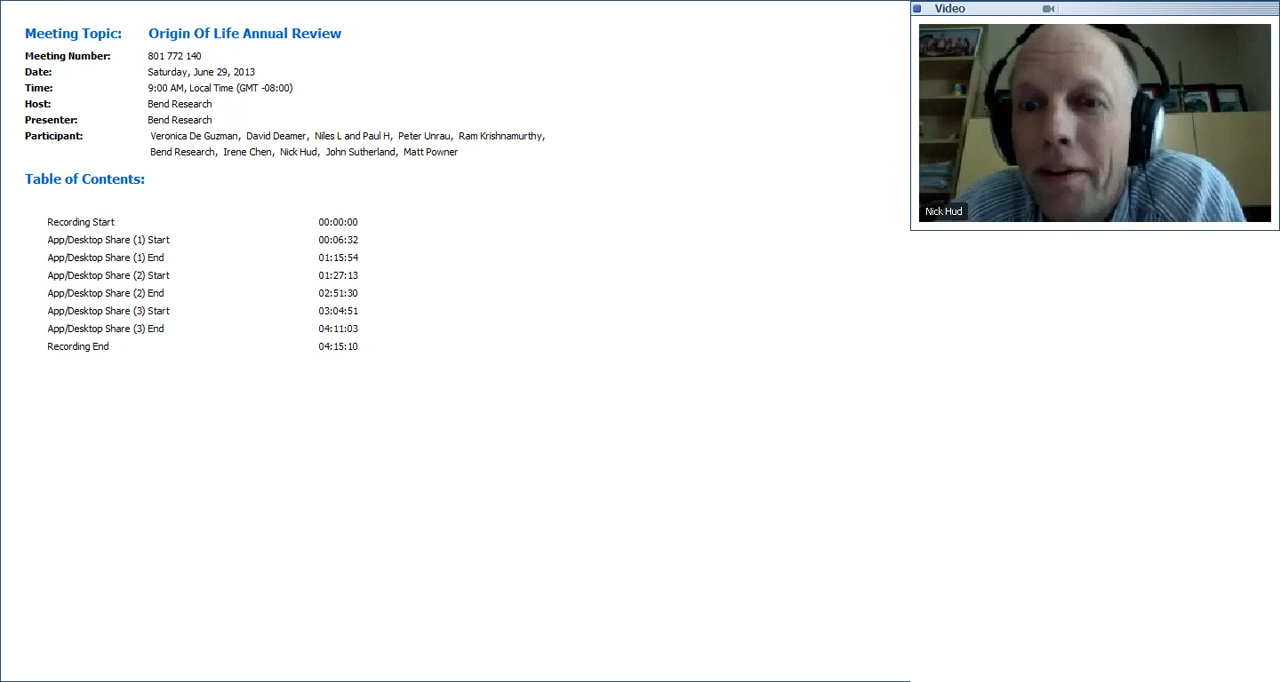 Meeting Topic: Origin Of Life Annual Review
Meeting Number: 801 772 140
Date: Saturday, June 29, 2013
Time: 9:00 AM, Local Time (GMT -08:00)
Host: Bend Research
Presenter: Bend Research
Participant: Veronica De Guzman, David Deamer, Niles L and Paul H, Peter Unrau, Ram Krishnamurthy,
Bend Research, Irene Chen, Nick Hud, John Sutherland, Matt Powner
Table of Contents:
Recording Start 00:00:00
App/Desktop Share (1) Start 00:06:32
App/Desktop Share (1) End 01:15:54
App/Desktop Share (2) Start 01:27:13
App/Desktop Share (2) End 02:51:30
App/Desktop Share (3) Start 03:04:51
App/Desktop Share (3) End 04:11:03
Recording End 04:15:10
Video
Nick Hud